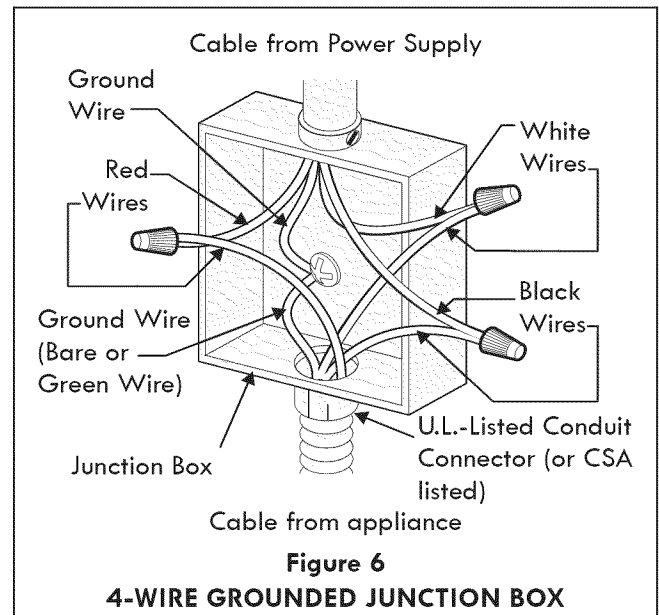 Cable from Power Supply
Ground
Wire
White
Wires
Red
Wires
Black
Wires
Ground Wire
(Bare or
Green Wire)
U.L.-Listed Conduit
Connector (or CSA
listed)
Junction Box
Cable from appliance
Figure 6
4-WIRE GROUNDED JUNCTION BOX